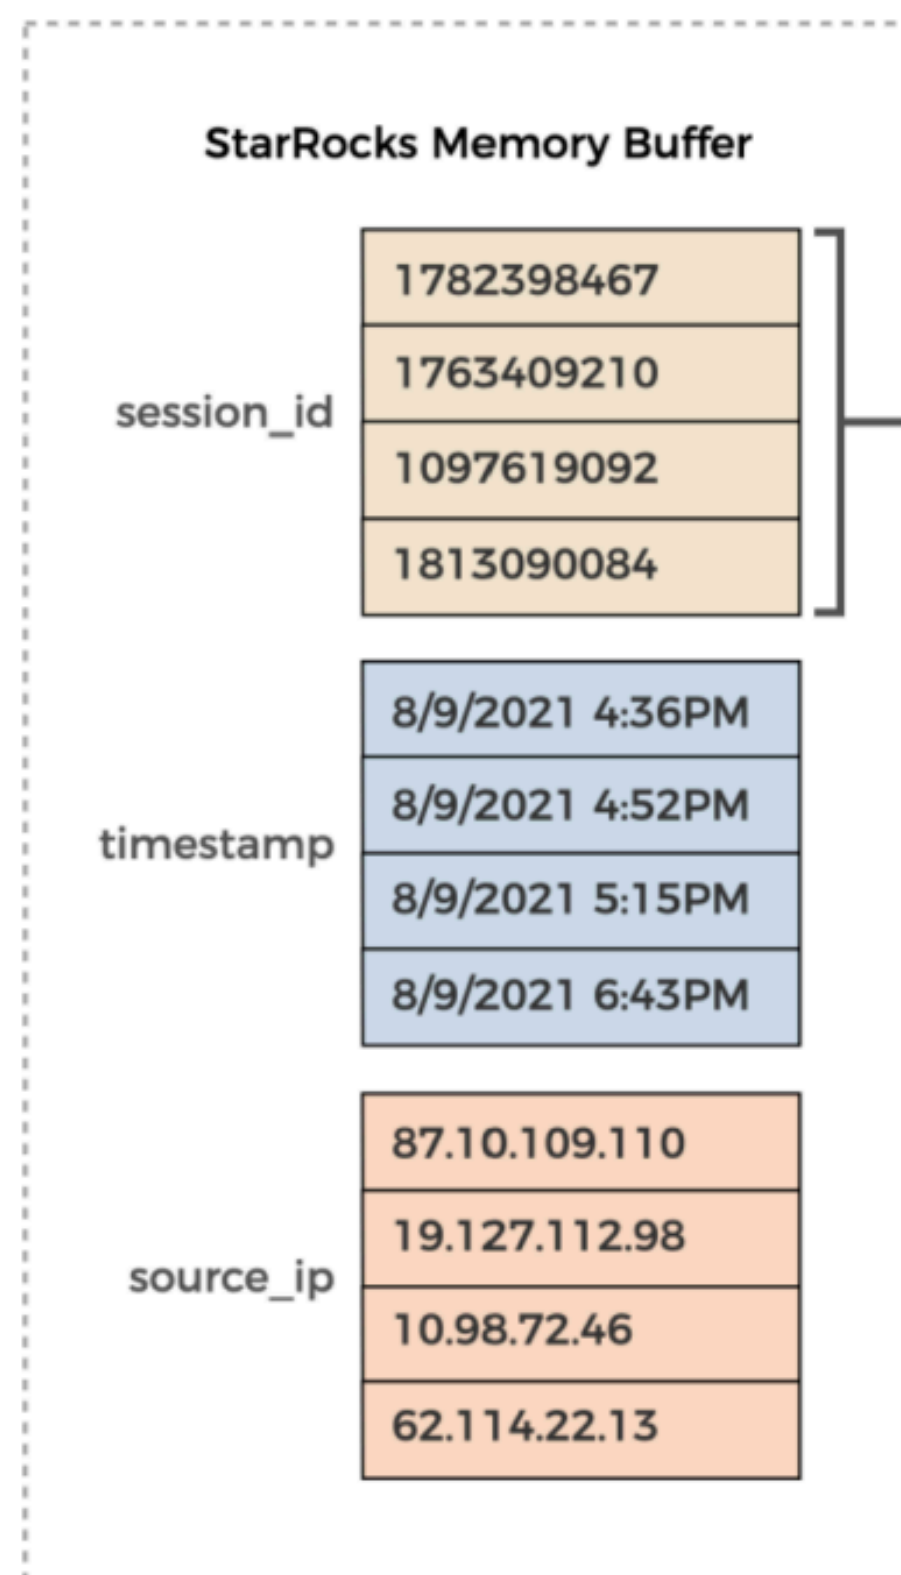 StarRocks Memory Buffer
session_id
1782398467
1763409210
1097619092
1813090084
timestamp
8/9/2021 4:36PM
8/9/2021 4:52PM
8/9/2021 5:15PM
8/9/2021 6:43PM
source_ip
87.10.109.110
19.127.112.98
10.98.72.46
62.114.22.13